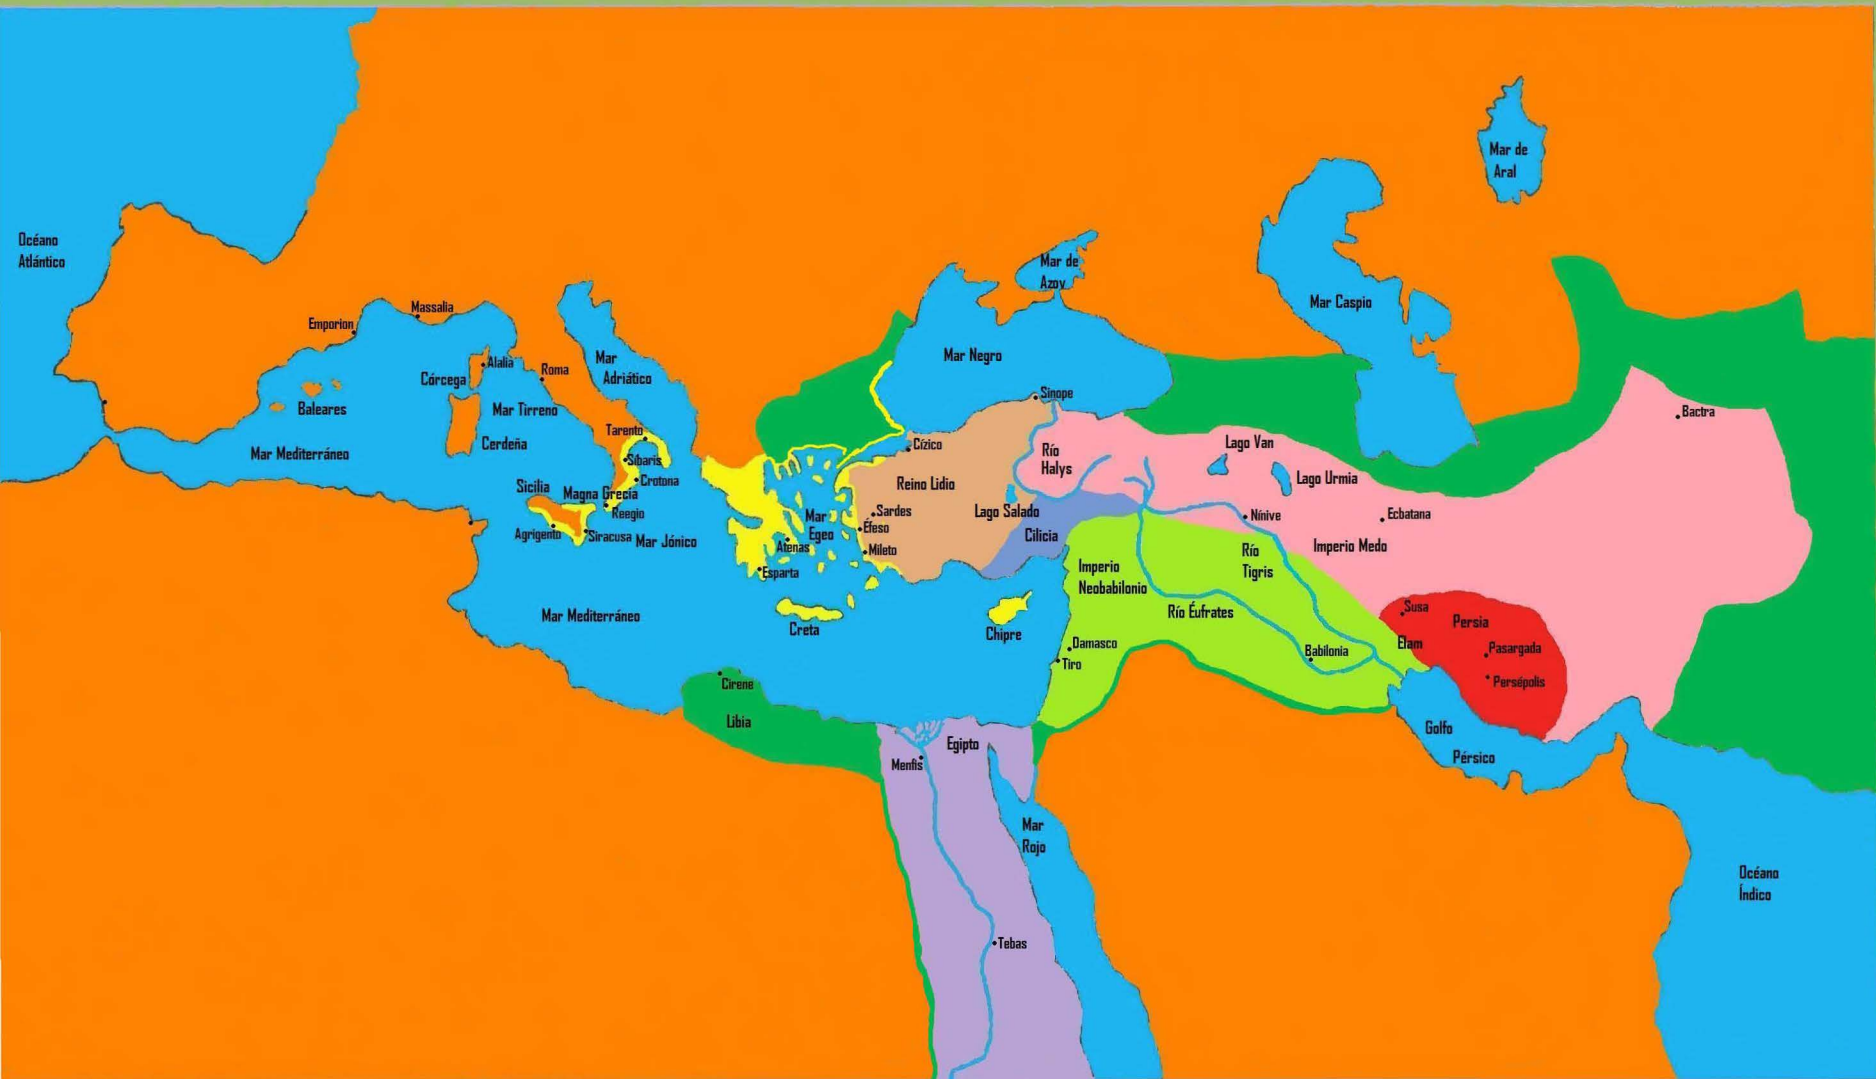 Mar de
Aral
Océano
Atlántico
Mar de
Azov
Mar Caspio
Massalia
Emporion
Mar Negro
Mar
Adriático
Alalia
Roma
Córcega
Baleares
Mar Tirreno
Cerdeña
Mar Mediterráneo
Sínope
Bactra
Tarento
Síbaris
Crotona
Cízico
Río
Halys
Lago Van
Lago Urmia
Sicilia
Magna Grecia
Reegio
Agrigento
Siracusa
Mar Jónico
Reino Lidio
Lago Salado
Sardes
Éfeso
Mileto
Mar
Egeo
Atenas
Esparta
Cilicia
Nínive
Ecbatana
Imperio Medo
Río
Tigris
Imperio
Neobabilonio
Río Éufrates
Mar Mediterráneo
Creta
Chipre
Susa
Persia
Elam
Pasargada
Persépolis
Damasco
Tiro
Babilonia
Cirene
Libia
Egipto
Menfis
Golfo
Pérsico
Mar
Rojo
Océano
Índico
Tebas